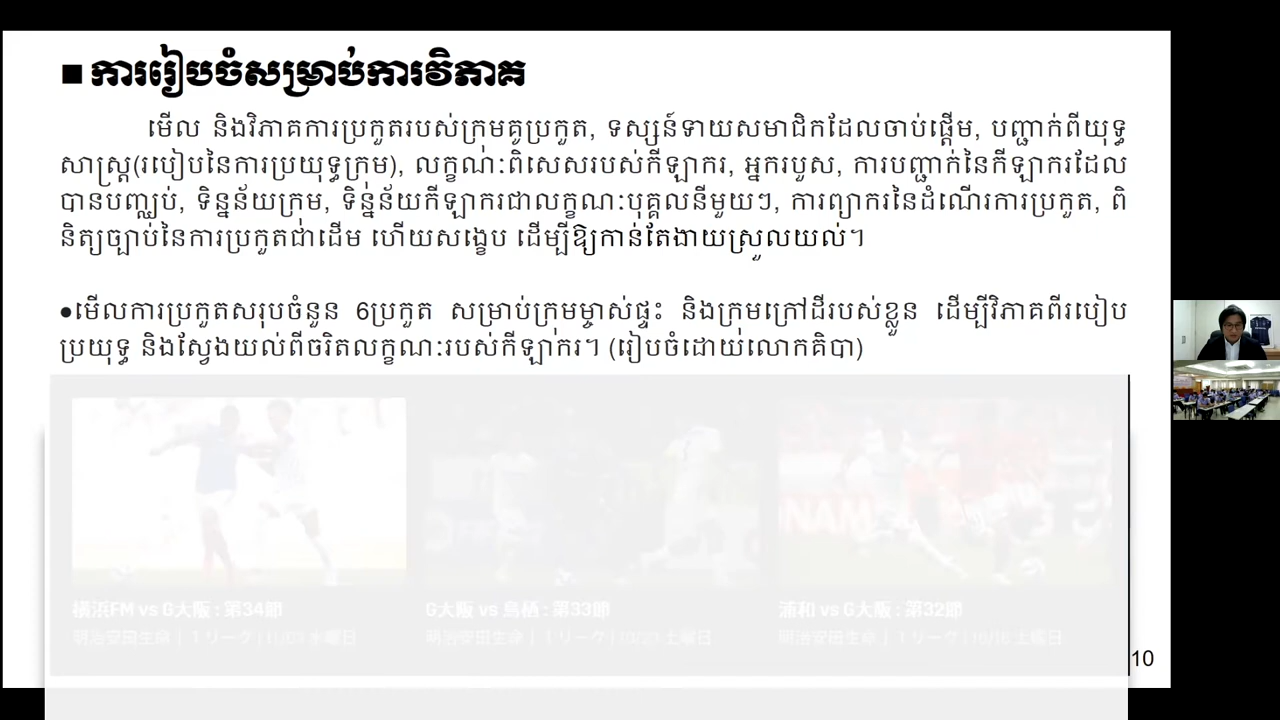 ■ការរៀបចំសម្រាប់ការវិភាគ
មើល និងវិភាគការប្រកួតរបស់ក្រុមគូប្រកួត, ទស្សន៍ទាយសមាជិកដែលចាប់ផ្តើម, បញ្ជាក់ពីយុទ្ធ
សាស្ត្រ(របៀបនៃការប្រយុទ្ធក្រុម), លក្ខណៈពិសេសរបស់កីឡាករ, អ្នករបួស, ការបញ្ជាក់នៃកីឡាករដែល
បានបញ្ឈប់, ទិន្នន័យក្រុម, ទិន្នន័យកីឡាករជាលក្ខណៈបុគ្គលនីមួយៗ, ការព្យាករនៃដំណើរការប្រកួត, ពិ
និត្យច្បាប់នៃការប្រកួតជាដើម ហើយសង្ខេប ដើម្បីឱ្យកាន់តែងាយស្រួលយល់។
●មើលការប្រកួតសរុបចំនួន 6ប្រកួត សម្រាប់ក្រុមម្ចាស់ផ្ទះ និងក្រុមក្រៅដីរបស់ខ្លួន ដើម្បីវិភាគពីរបៀប
ប្រយុទ្ធ និងស្វែងយល់ពីចរិតលក្ខណៈរបស់កីឡាករ។ (រៀបចំដោយលោកគិបា)
横浜FM vs G大阪 : 第34節
G大阪 vs 鳥栖 : 第33節
浦和 vs G大阪 : 第32節
10